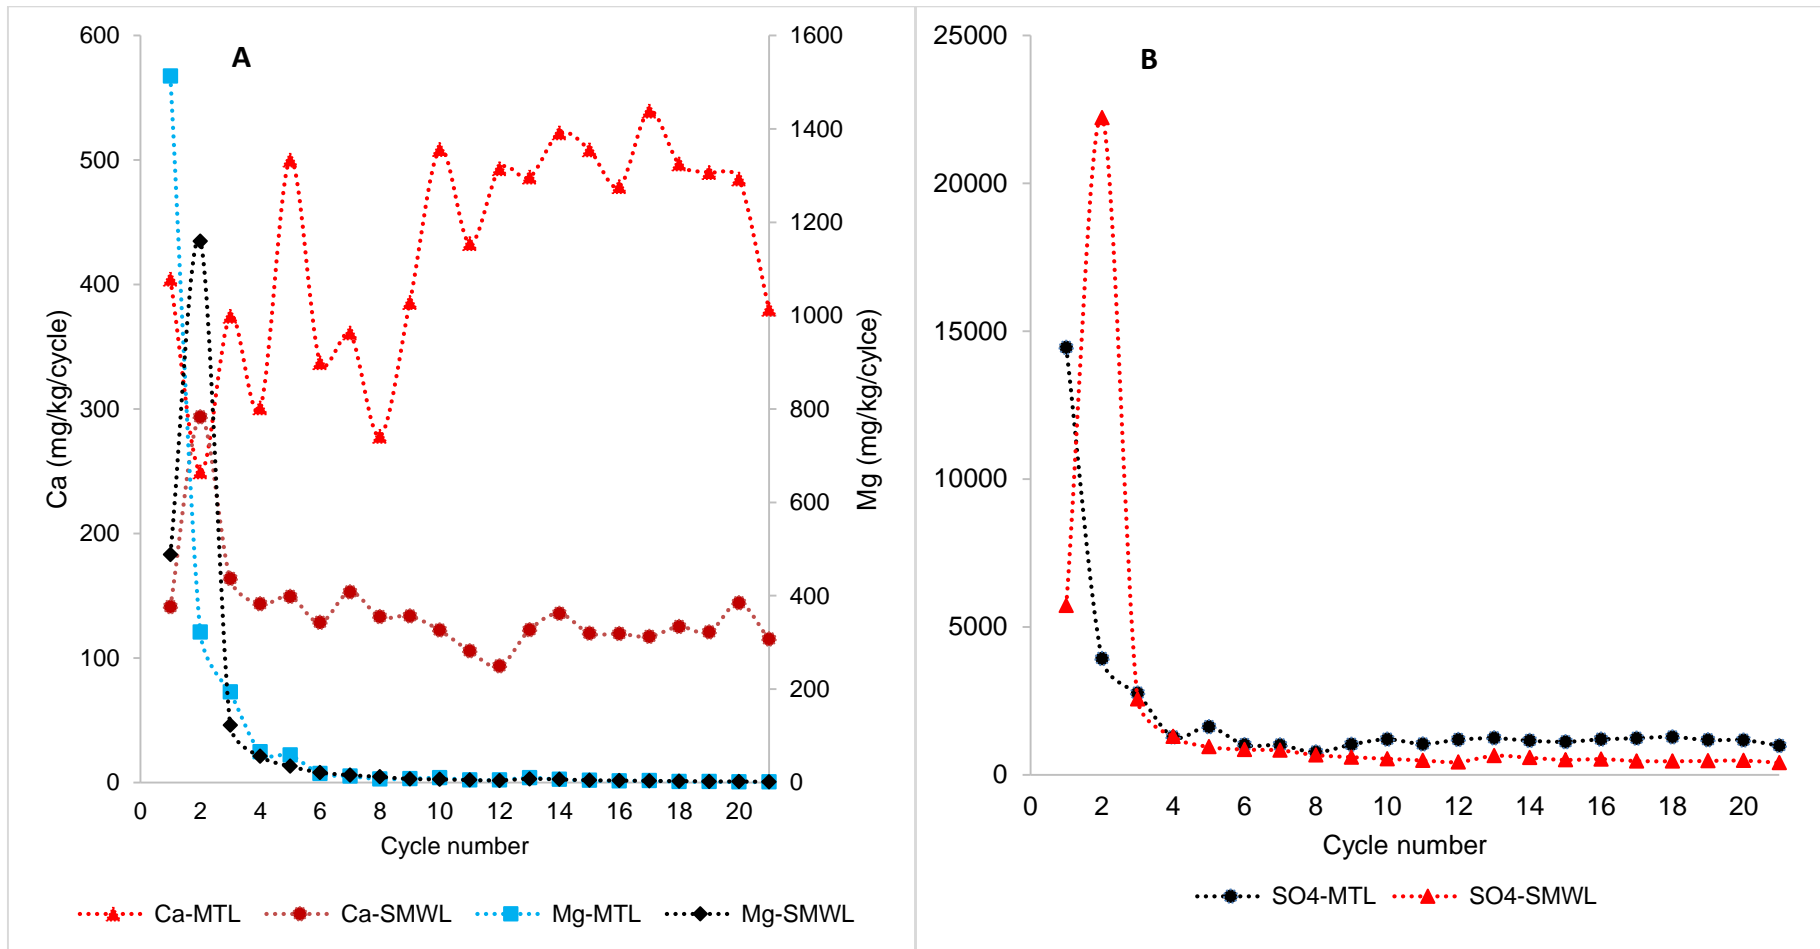 A
600
500
400
300
200
100
0
Ca (mg/kg/cycle)
1600
1400
1200
1000
800
600
400
200
0
Mg (mg/kg/cylce)
0 2 4 6 8 10 12 14 16 18 20
Cycle number
Ca-MTL Ca-SMWL Mg-MTL Mg-SMWL
B
25000
20000
15000
10000
5000
0
0 2 4 6 8 10 12 14 16 18 20
Cycle number
SO4-MTL SO4-SMWL